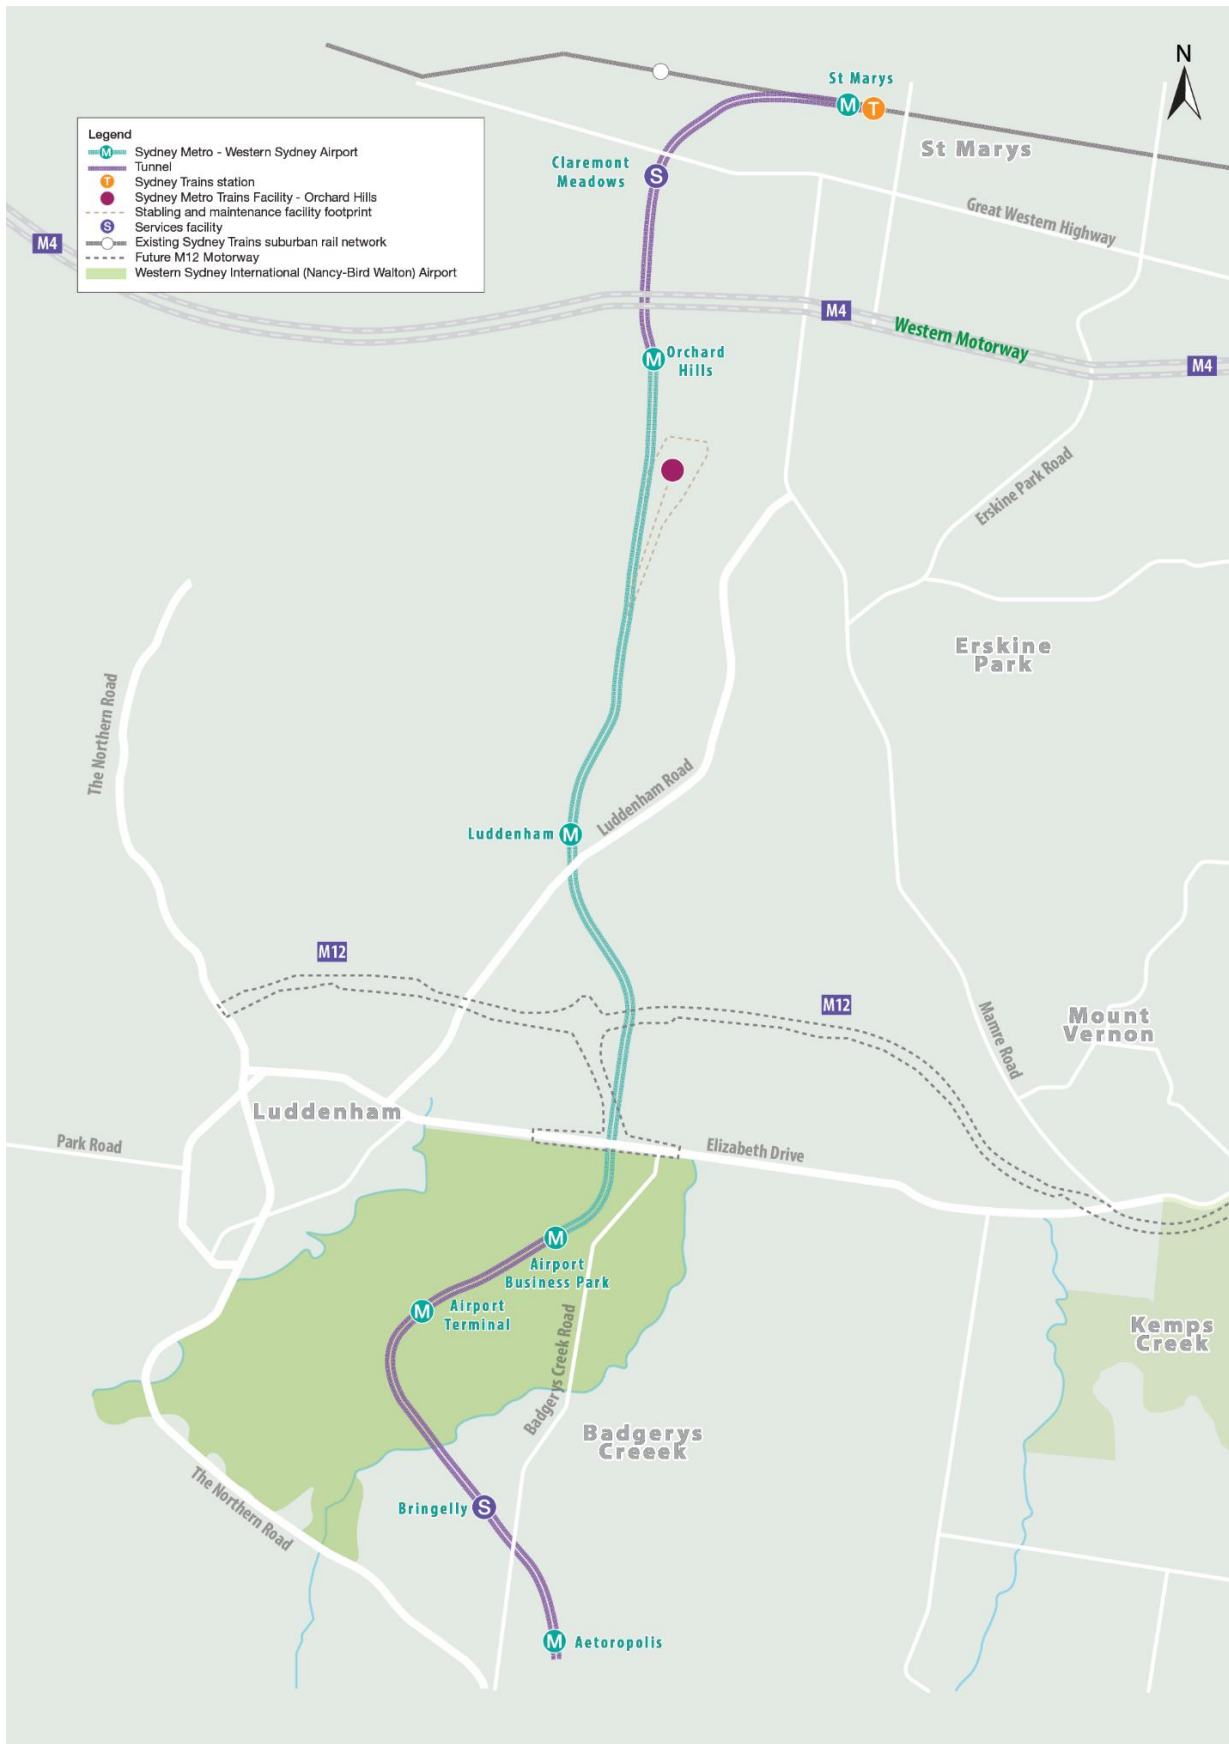 N
St Marys
M
T
St Marys
Legend
M
Sydney Metro - Western Sydney Airport
Tunnel
T
Sydney Trains station
Sydney Metro Trains Facility - Orchard Hills
Stabling and maintenance facility footprint
S
Services facility
Existing Sydney Trains suburban rail network
Future M12 Motorway
Western Sydney International (Nancy-Bird Walton) Airport
Claremont
Meadows
S
Great Western Highway
M4
M4
Western Motorway
M4
M
Orchard
Hills
Erskine Park Road
Erskine
Park
The Northern Road
Luddenham Road
Luddenham
M
M12
M12
Mamre Road
Mount
Vernon
Luddenham
Park Road
Elizabeth Drive
M
Airport
Business Park
M
Airport
Terminal
Kemps
Creek
Badgerys Creek Road
Badgerys
Creeek
The Northern Road
Bringelly
S
M
Aetoropolis